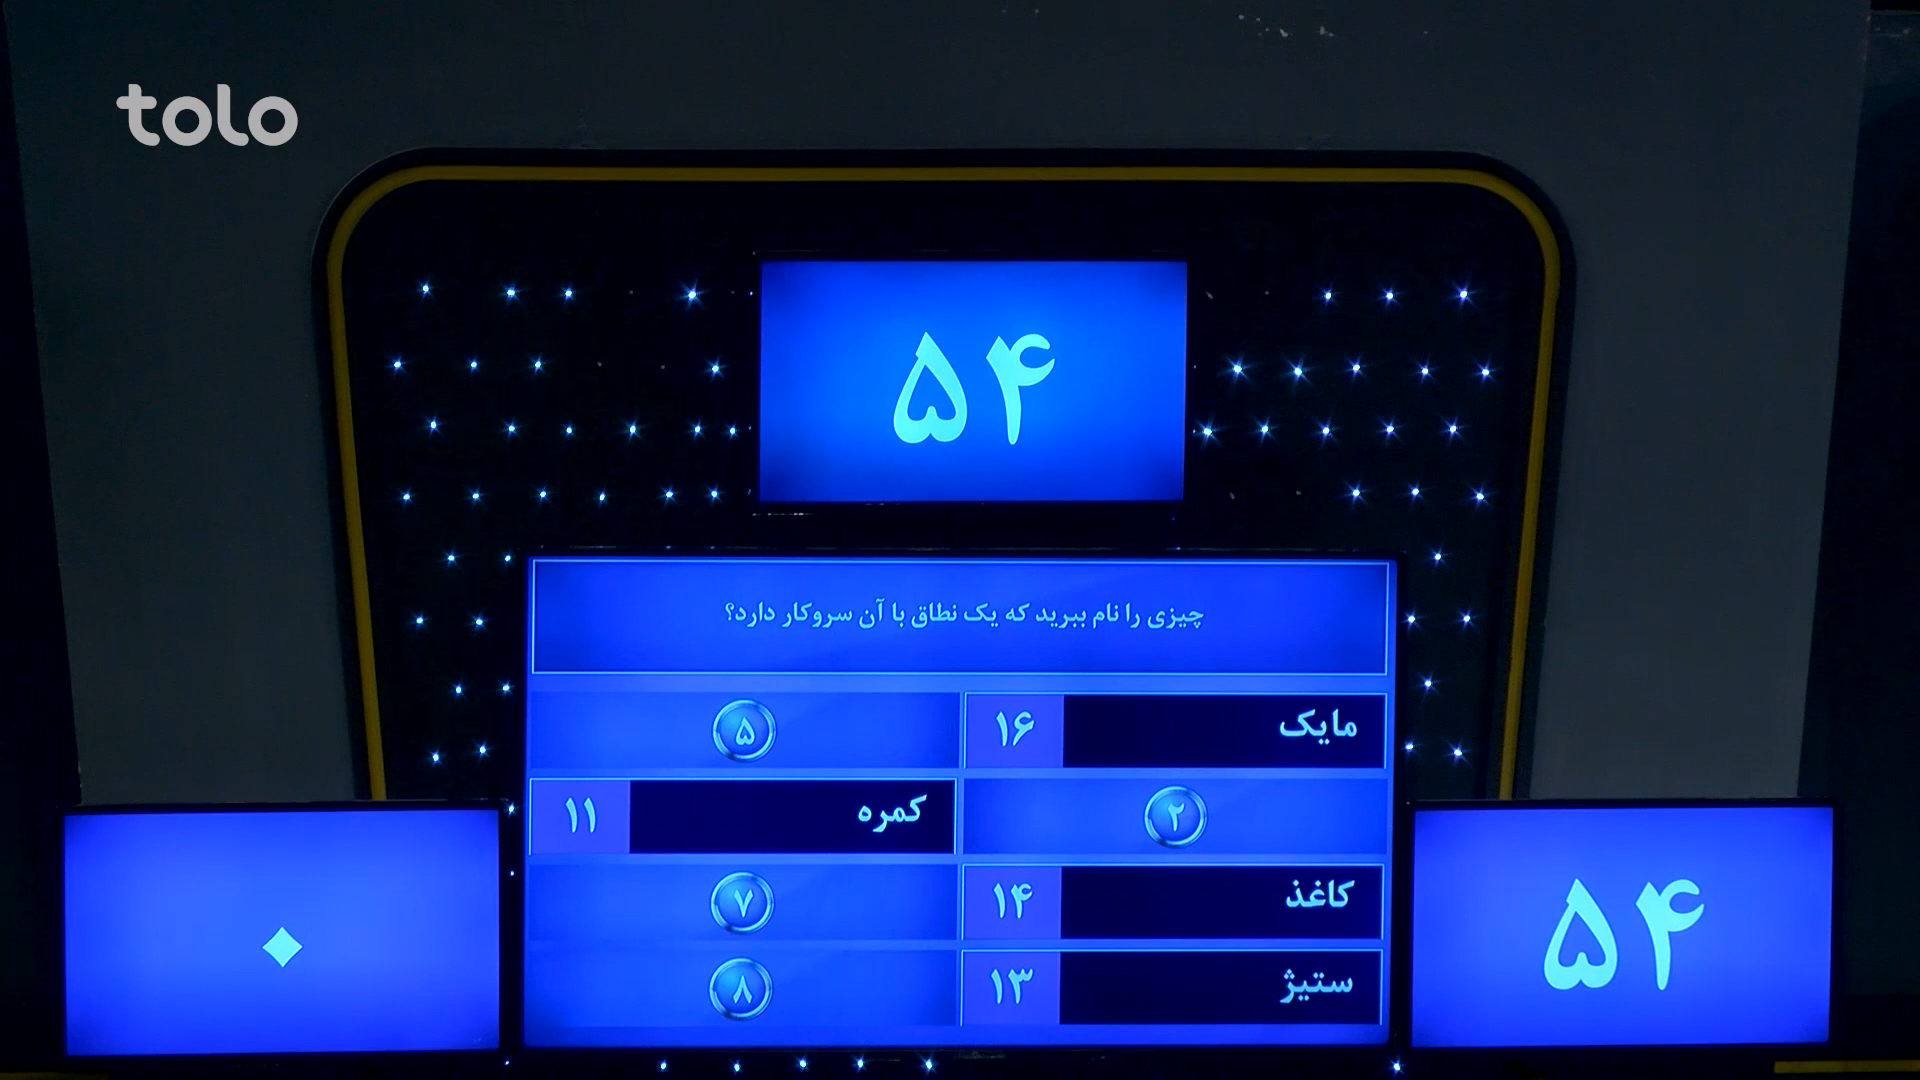 tolo
۵۴
چیزی را نام ببرید که یک نطاق با آن سروکار دارد؟
مایک ۱۶
۵
۲
کمره ۱۱
کاغذ ۱۴
۷
ستیژ ۱۳
۸
۵۴
۰